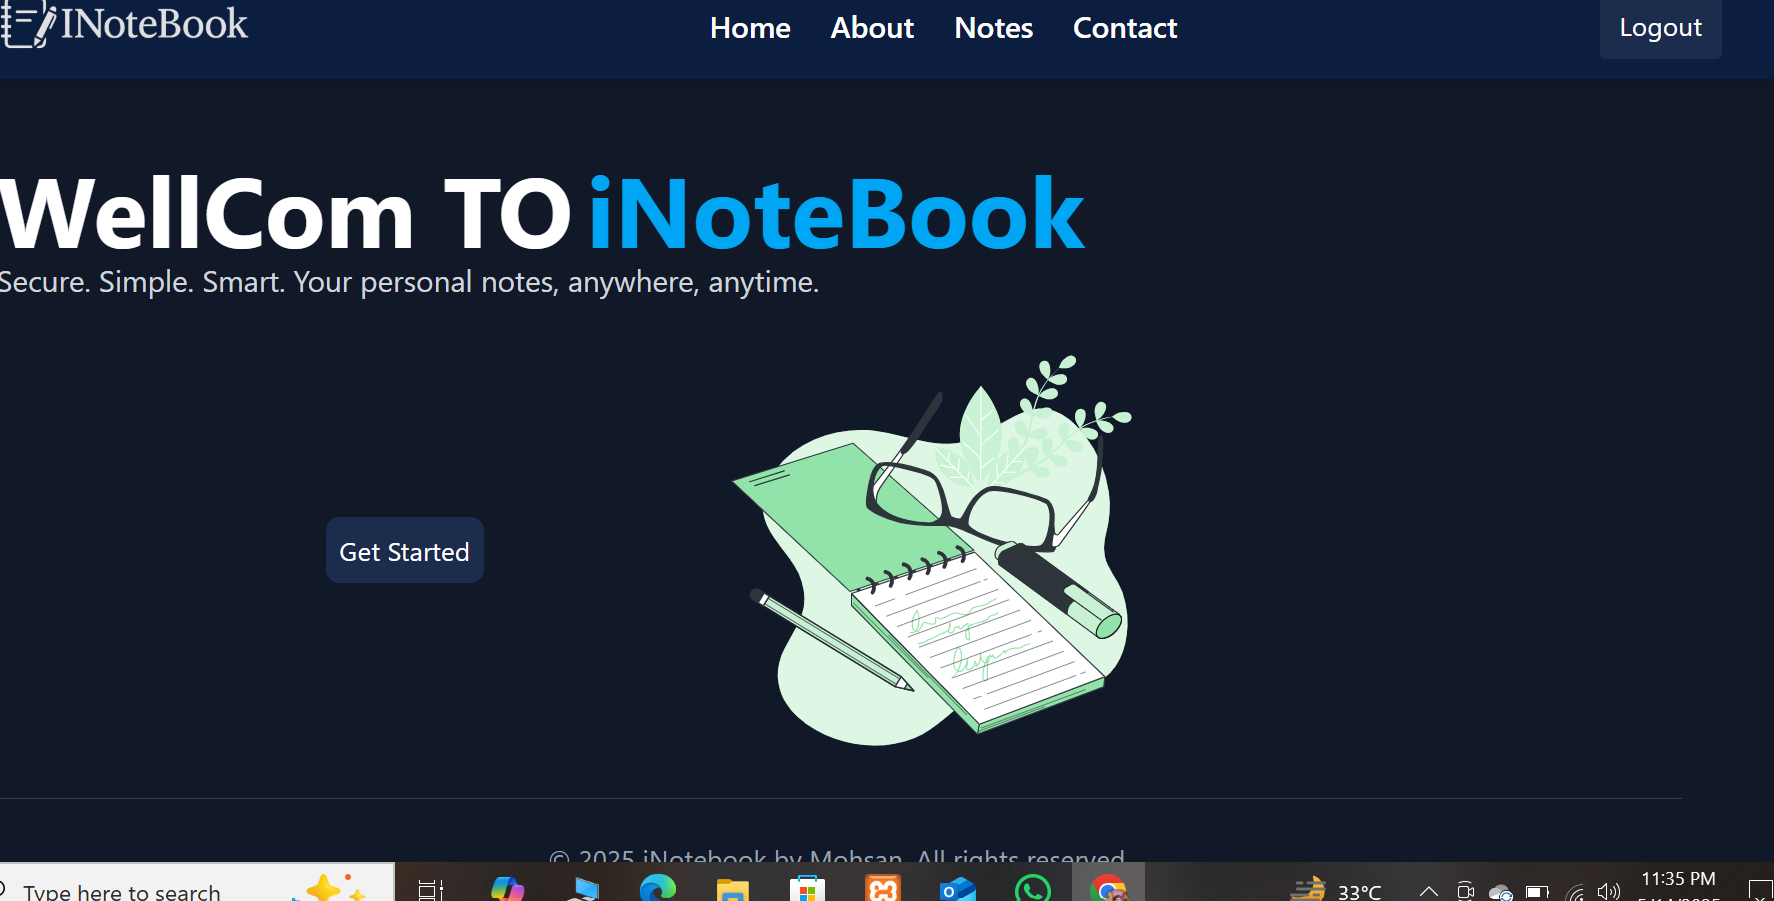 INoteBook
Home About Notes Contact
Logout
WellCom TO iNoteBook
Secure. Simple. Smart. Your personal notes, anywhere, anytime.
Get Started
© 2025 iNotebook by Mohsan. All rights reserved.
Type here to search
33°C
11:35 PM